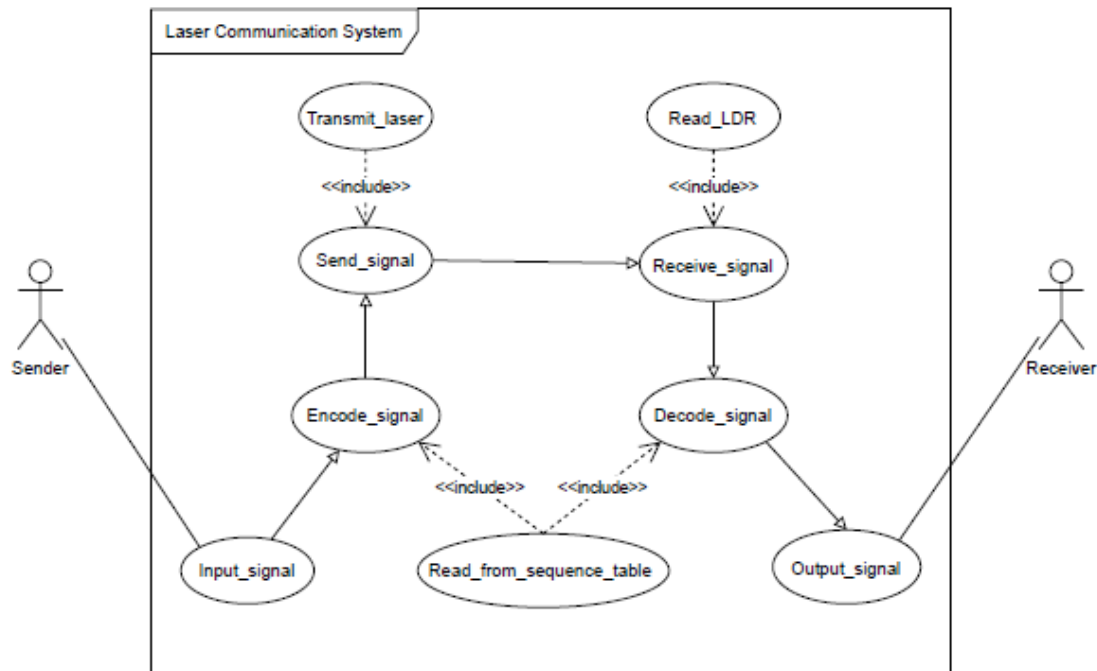 Laser Communication System
Transmit_laser
Read_LDR
<<include>>
<<include>>
Send_signal
Receive_signal
Sender
Receiver
Encode_signal
Decode_signal
<<include>>
<<include>>
Input_signal
Read_from_sequence_table
Output_signal